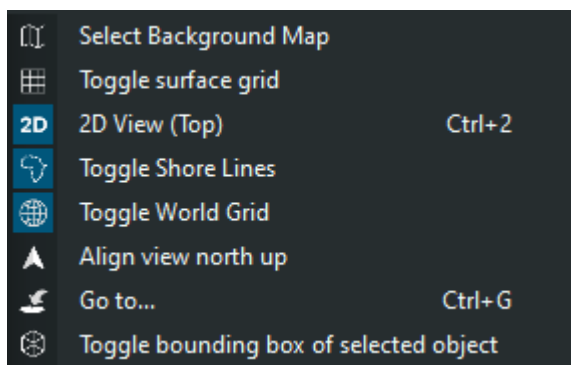 Select Background Map
Toggle surface grid
2D 2D View (Top) Ctrl+2
Toggle Shore Lines
Toggle World Grid
Align view north up
Go to... Ctrl+G
Toggle bounding box of selected object